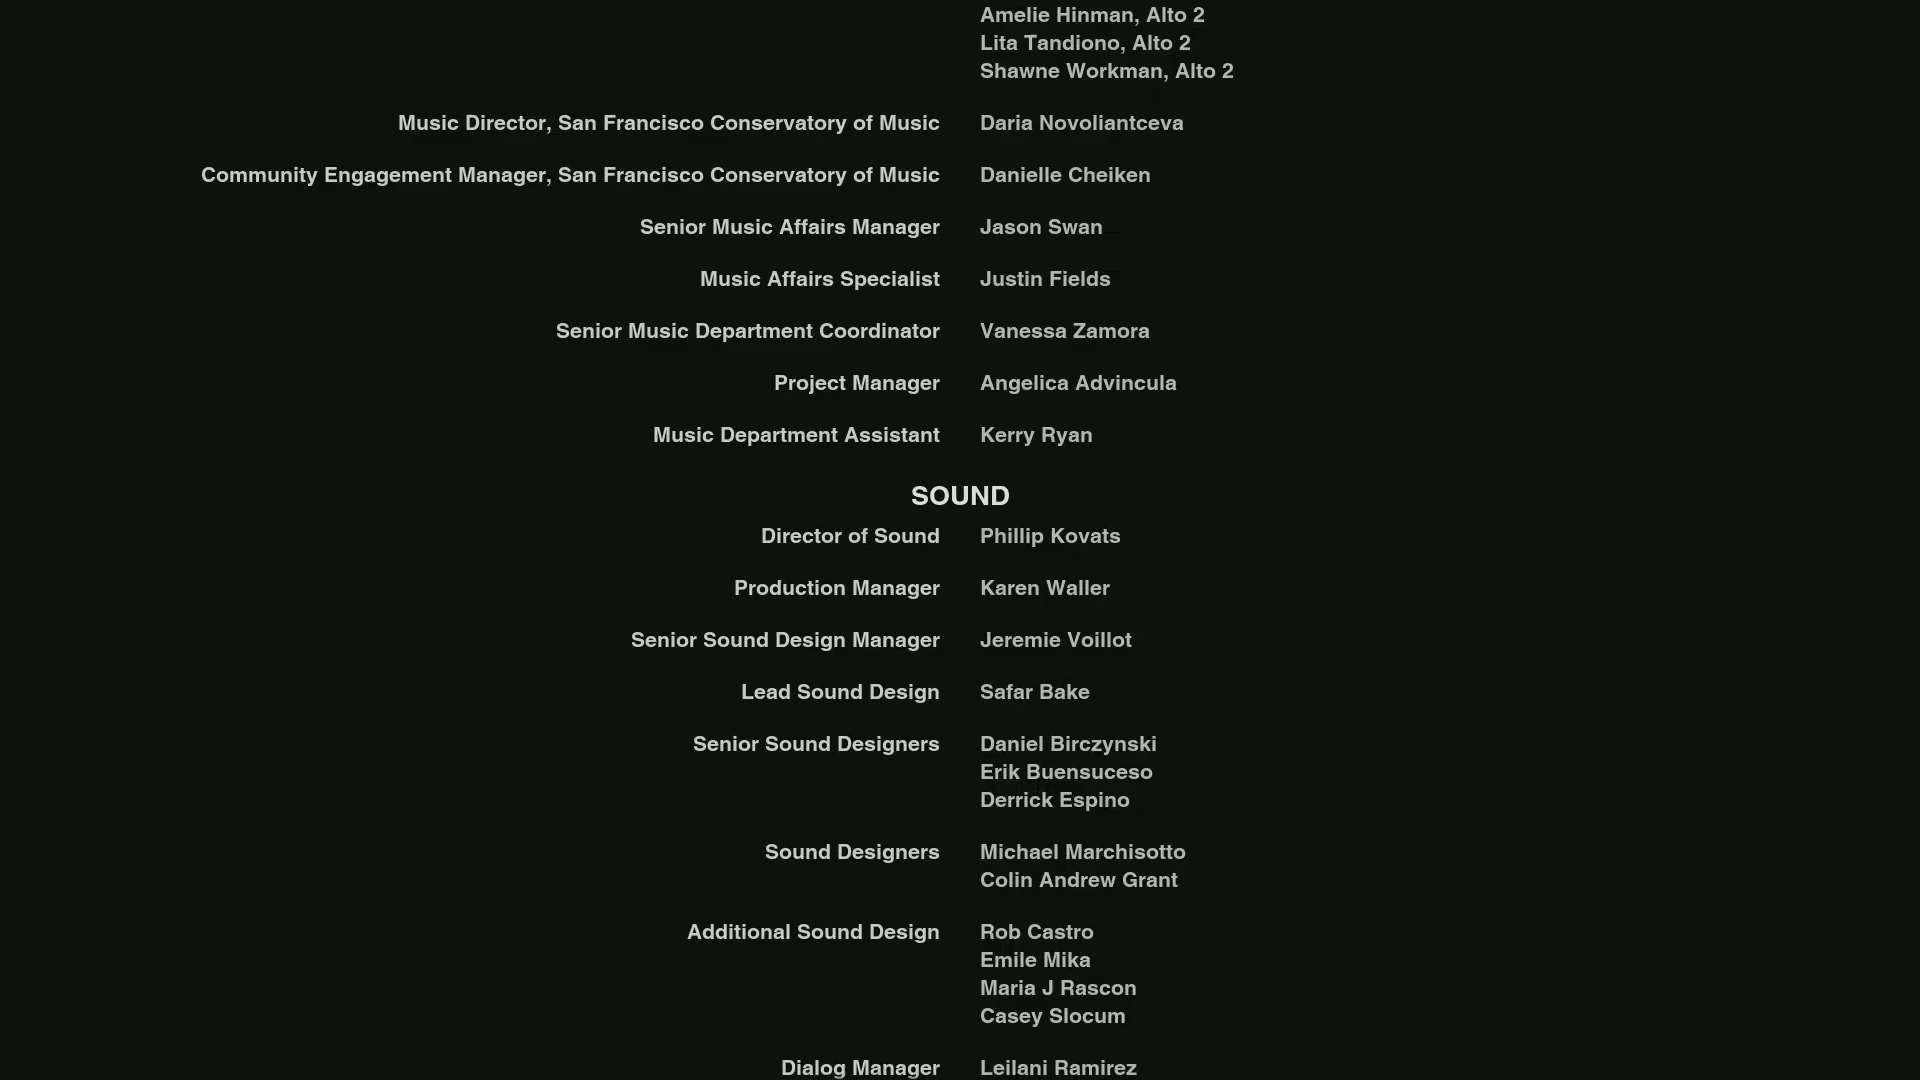 Amelie Hinman, Alto 2
Lita Tandiono, Alto 2
Shawne Workman, Alto 2
Music Director, San Francisco Conservatory of Music Daria Novoliantceva
Community Engagement Manager, San Francisco Conservatory of Music Danielle Cheiken
Senior Music Affairs Manager Jason Swan
Music Affairs Specialist Justin Fields
Senior Music Department Coordinator Vanessa Zamora
Project Manager Angelica Advincula
Music Department Assistant Kerry Ryan
SOUND
Director of Sound Phillip Kovats
Production Manager Karen Waller
Senior Sound Design Manager Jeremie Voillot
Lead Sound Design Safar Bake
Senior Sound Designers Daniel Birczynski
Erik Buensuceso
Derrick Espino
Sound Designers Michael Marchisotto
Colin Andrew Grant
Additional Sound Design Rob Castro
Emile Mika
Maria J Rascon
Casey Slocum
Dialog Manager Leilani Ramirez